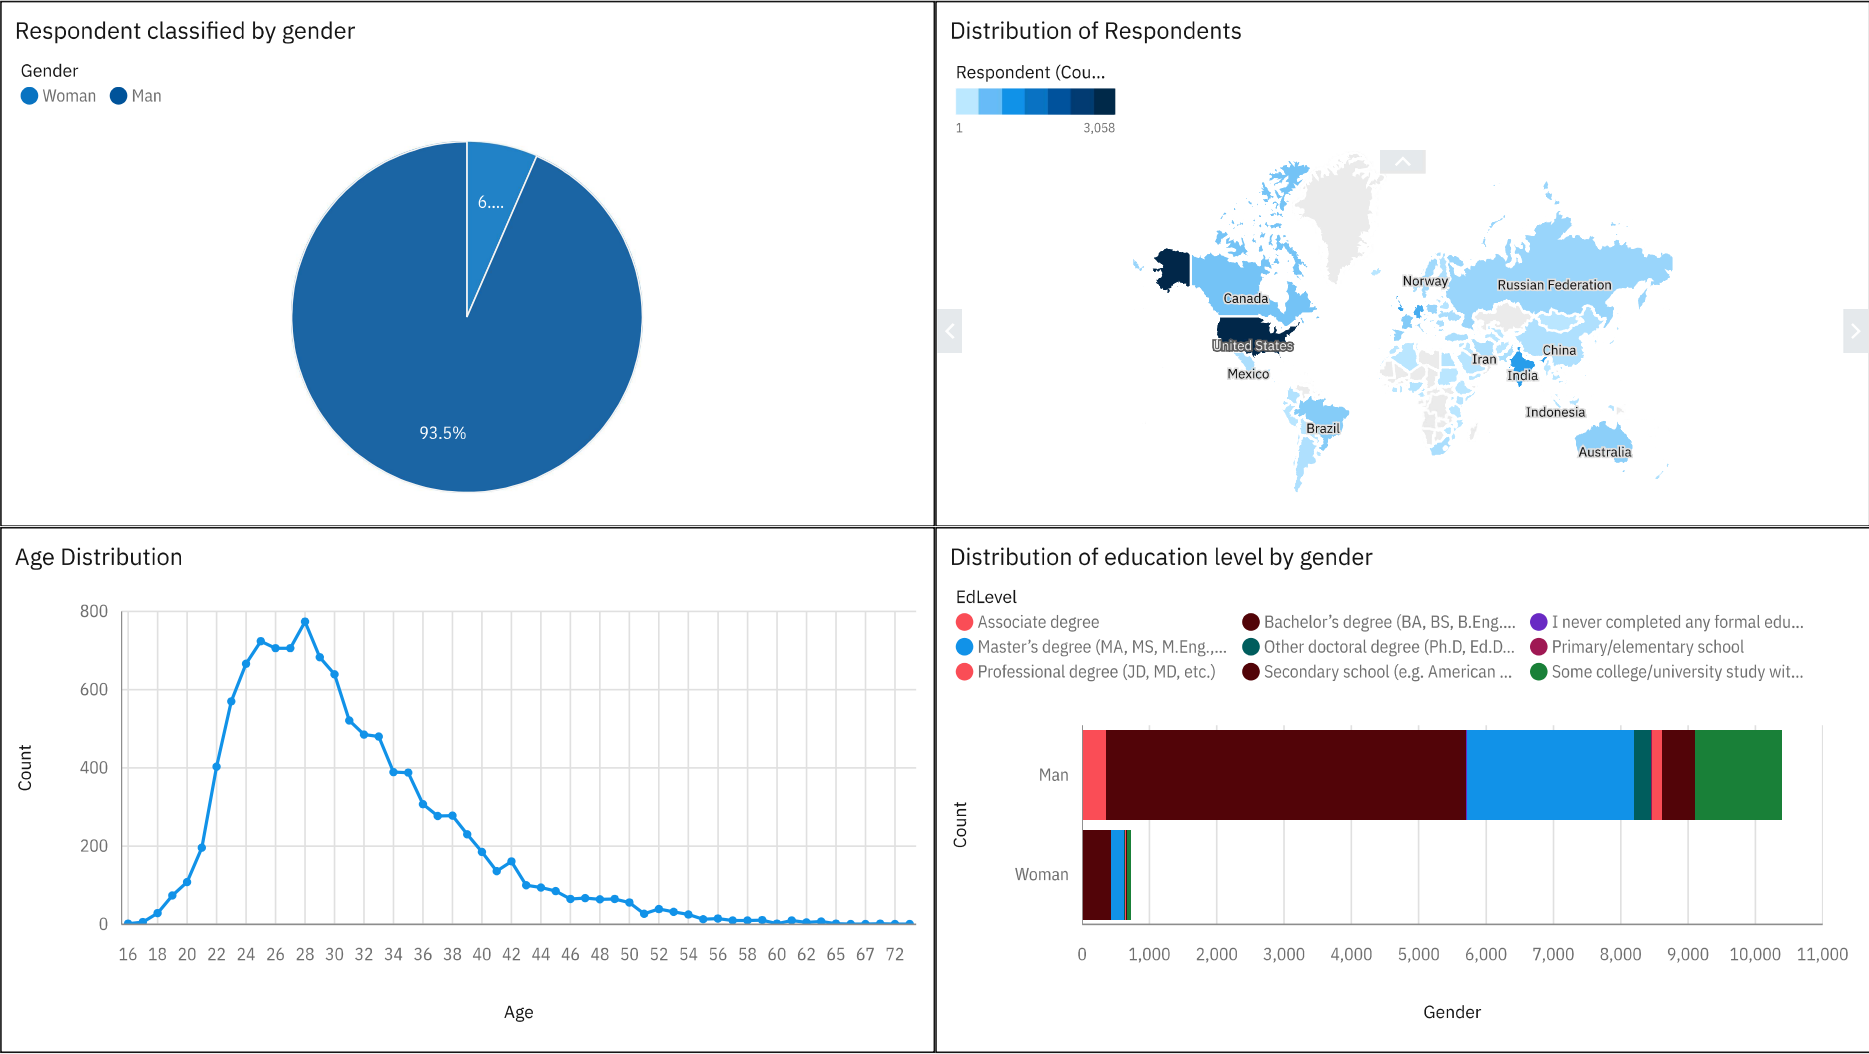 Respondent classified by gender
Gender
Woman Man
6....
93.5%
Distribution of Respondents
Respondent (Cou...
1 3,058
Norway
Russian Federation
Canada
United States
China
Iran
Mexico
India
Indonesia
Brazil
Australia
Age Distribution
800
600
400
200
0
Count
16 18 20 22 24 26 28 30 32 34 36 38 40 42 44 46 48 50 52 54 56 58 60 62 65 67 72
Age
Distribution of education level by gender
EdLevel
Associate degree Bachelor's degree (BA, BS, B.Eng.... I never completed any formal edu...
Master's degree (MA, MS, M.Eng.,... Other doctoral degree (Ph.D, Ed.D... Primary/elementary school
Professional degree (JD, MD, etc.) Secondary school (e.g. American ... Some college/university study wit...
Man
Count
Woman
0 1,000 2,000 3,000 4,000 5,000 6,000 7,000 8,000 9,000 10,000 11,000
Gender